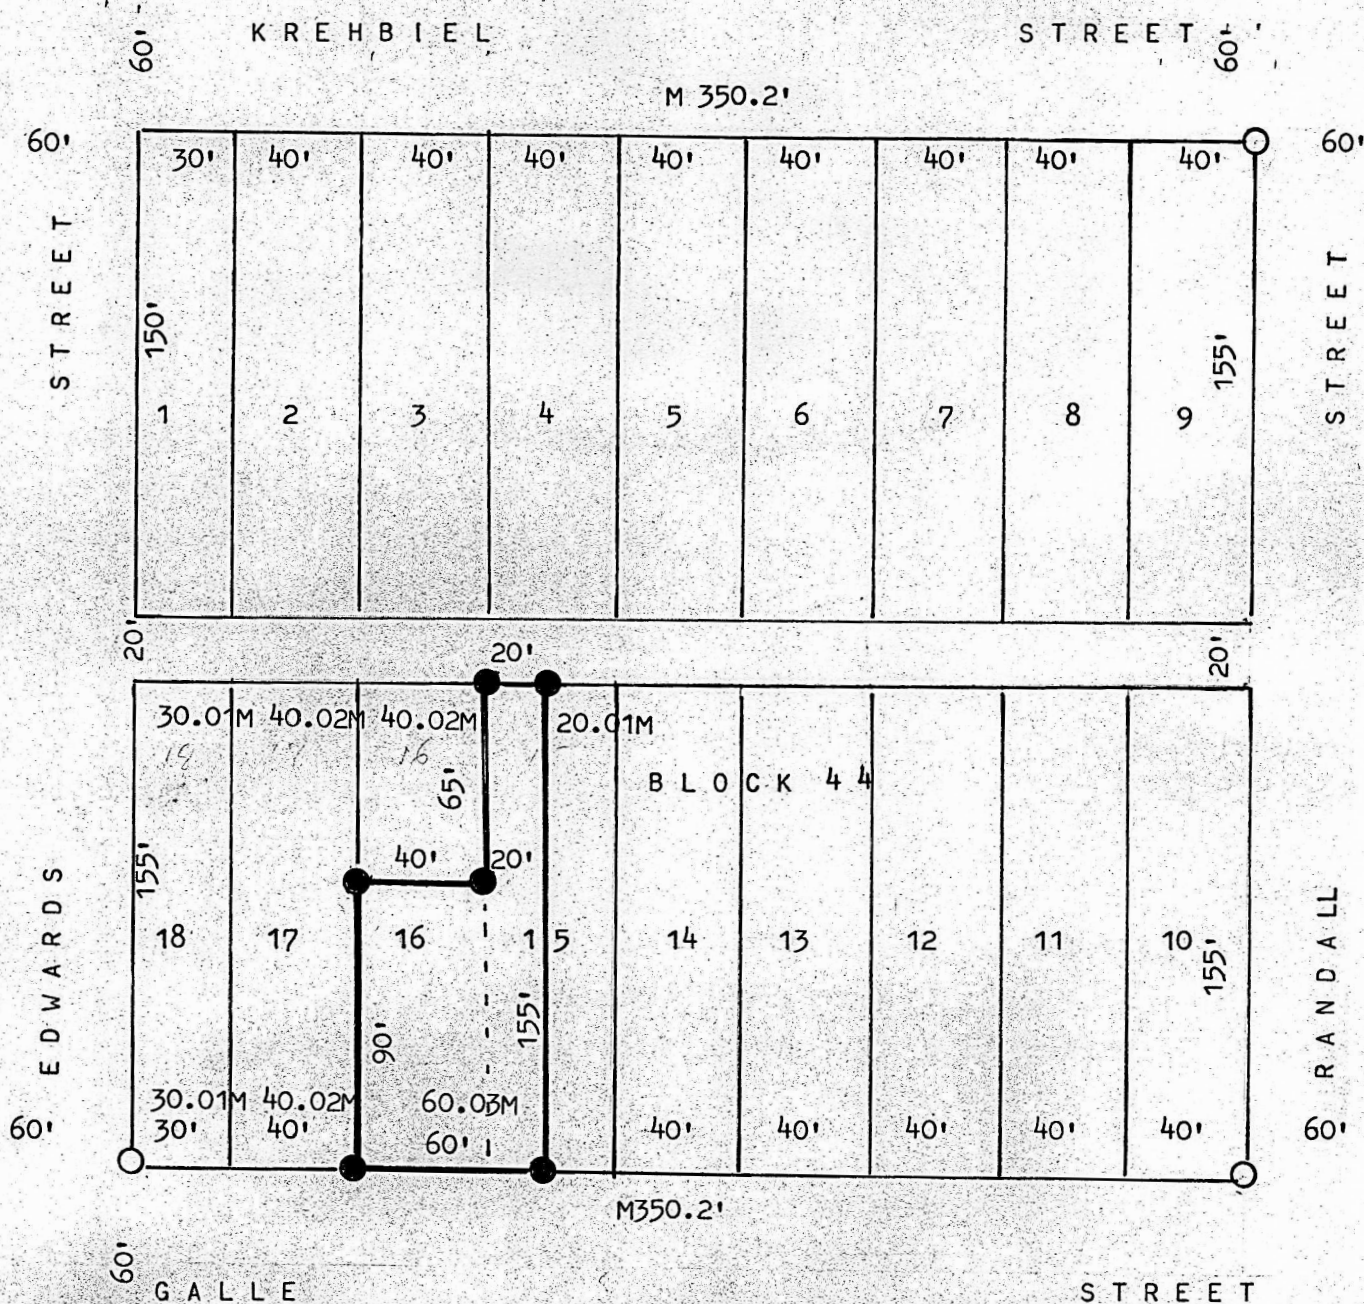 KREHBIEL STREET
60' 60'
M 350.2'
60' 60'
30' 40' 40' 40' 40' 40' 40' 40' 40'
STREET
STREET
150'
155'
1 2 3 4 5 6 7 8 9
20' 20' 20'
30.01M 40.02M 40.02M 20.01M
17 16
65'
BLOCK 44
155'
40' 20'
EDWARDS
RANDALL
18 17 16 15 14 13 12 11 10
155'
155'
90'
30.01M 40.02M 60.03M
60' 30' 40' 60' 40' 40' 40' 40' 40' 60'
M350.2'
60'
GALLE STREET